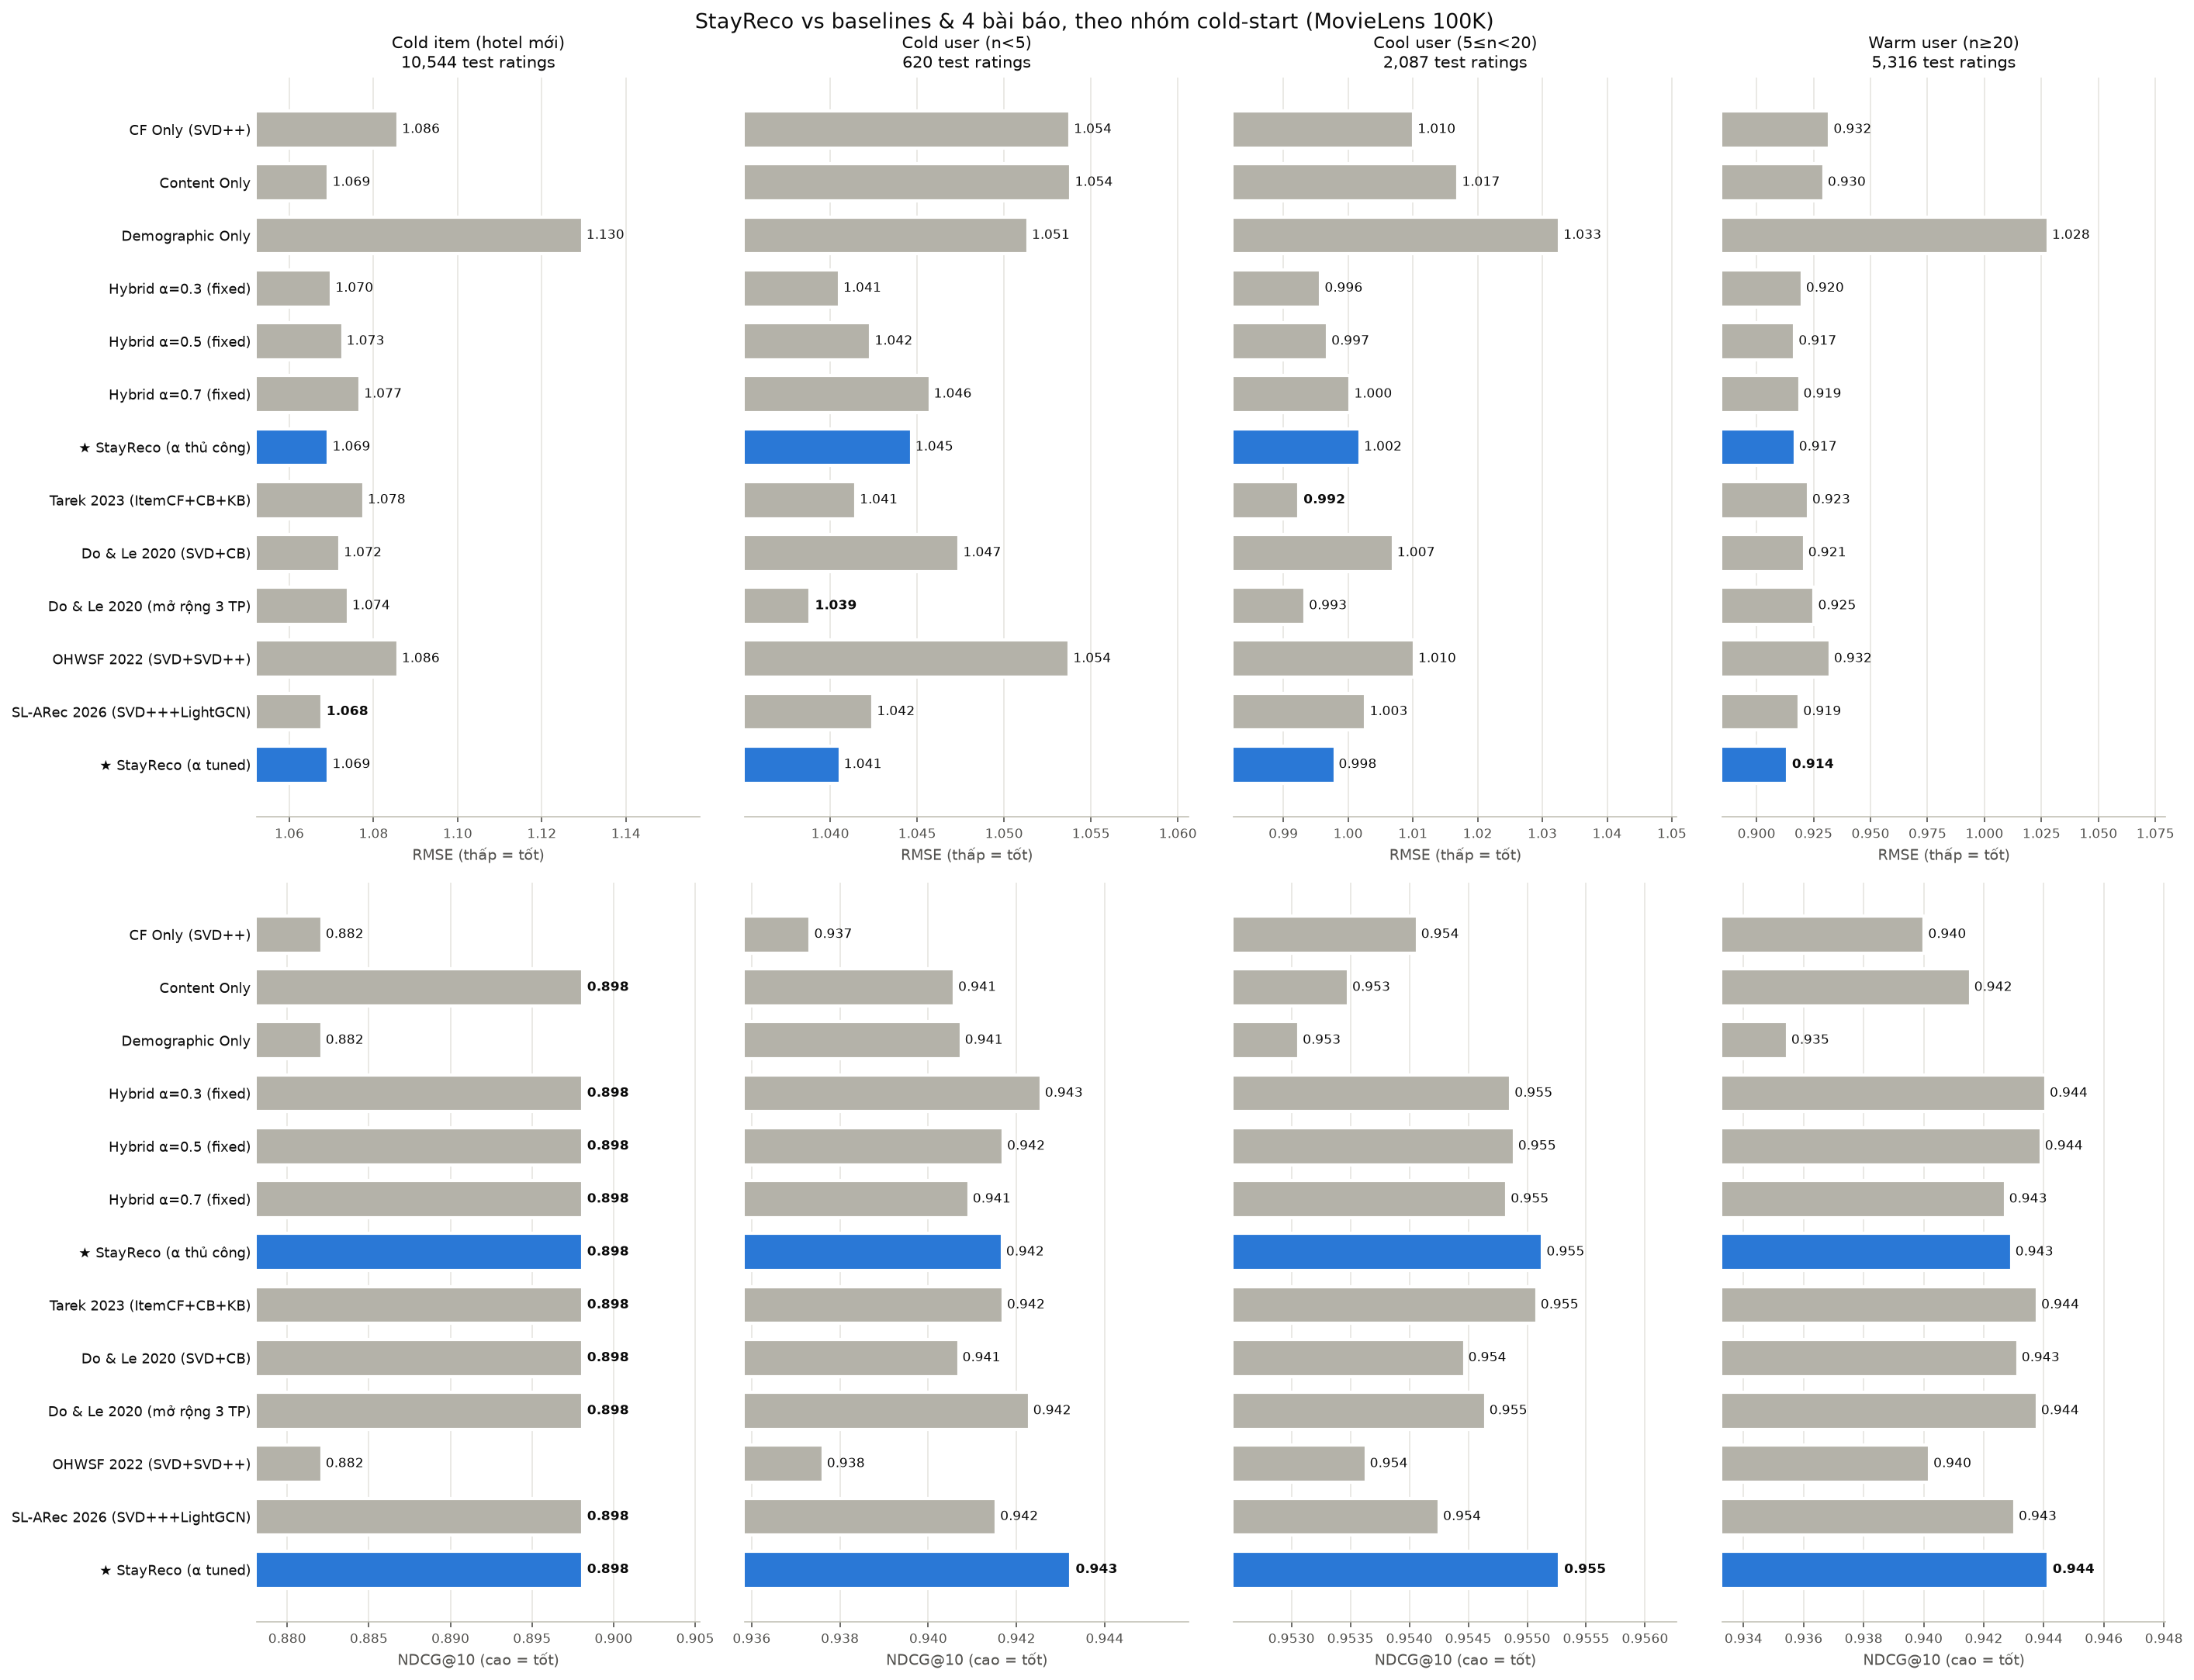 StayReco vs baselines & 4 bài báo, theo nhóm cold-start (MovieLens 100K)
Cold item (hotel mới)
10,544 test ratings
Cold user (n<5)
620 test ratings
Cool user (5≤n<20)
2,087 test ratings
Warm user (n≥20)
5,316 test ratings
CF Only (SVD++) 1.086 1.054 1.010 0.932
Content Only 1.069 1.054 1.017 0.930
Demographic Only 1.130 1.051 1.033 1.028
Hybrid α=0.3 (fixed) 1.070 1.041 0.996 0.920
Hybrid α=0.5 (fixed) 1.073 1.042 0.997 0.917
Hybrid α=0.7 (fixed) 1.077 1.046 1.000 0.919
★ StayReco (α thủ công) 1.069 1.045 1.002 0.917
Tarek 2023 (ItemCF+CB+KB) 1.078 1.041 0.992 0.923
Do & Le 2020 (SVD+CB) 1.072 1.047 1.007 0.921
Do & Le 2020 (mở rộng 3 TP) 1.074 1.039 0.993 0.925
OHWSF 2022 (SVD+SVD++) 1.086 1.054 1.010 0.932
SL-ARec 2026 (SVD+++LightGCN) 1.068 1.042 1.003 0.919
★ StayReco (α tuned) 1.069 1.041 0.998 0.914
1.06 1.08 1.10 1.12 1.14 1.040 1.045 1.050 1.055 1.060 0.99 1.00 1.01 1.02 1.03 1.04 1.05 0.900 0.925 0.950 0.975 1.000 1.025 1.050 1.075
RMSE (thấp = tốt) RMSE (thấp = tốt) RMSE (thấp = tốt) RMSE (thấp = tốt)
CF Only (SVD++) 0.882 0.937 0.954 0.940
Content Only 0.898 0.941 0.953 0.942
Demographic Only 0.882 0.941 0.953 0.935
Hybrid α=0.3 (fixed) 0.898 0.943 0.955 0.944
Hybrid α=0.5 (fixed) 0.898 0.942 0.955 0.944
Hybrid α=0.7 (fixed) 0.898 0.941 0.955 0.943
★ StayReco (α thủ công) 0.898 0.942 0.955 0.943
Tarek 2023 (ItemCF+CB+KB) 0.898 0.942 0.955 0.944
Do & Le 2020 (SVD+CB) 0.898 0.941 0.954 0.943
Do & Le 2020 (mở rộng 3 TP) 0.898 0.942 0.955 0.944
OHWSF 2022 (SVD+SVD++) 0.882 0.938 0.954 0.940
SL-ARec 2026 (SVD+++LightGCN) 0.898 0.942 0.954 0.943
★ StayReco (α tuned) 0.898 0.943 0.955 0.944
0.880 0.885 0.890 0.895 0.900 0.905 0.936 0.938 0.940 0.942 0.944 0.9530 0.9535 0.9540 0.9545 0.9550 0.9555 0.9560 0.934 0.936 0.938 0.940 0.942 0.944 0.946 0.948
NDCG@10 (cao = tốt) NDCG@10 (cao = tốt) NDCG@10 (cao = tốt) NDCG@10 (cao = tốt)